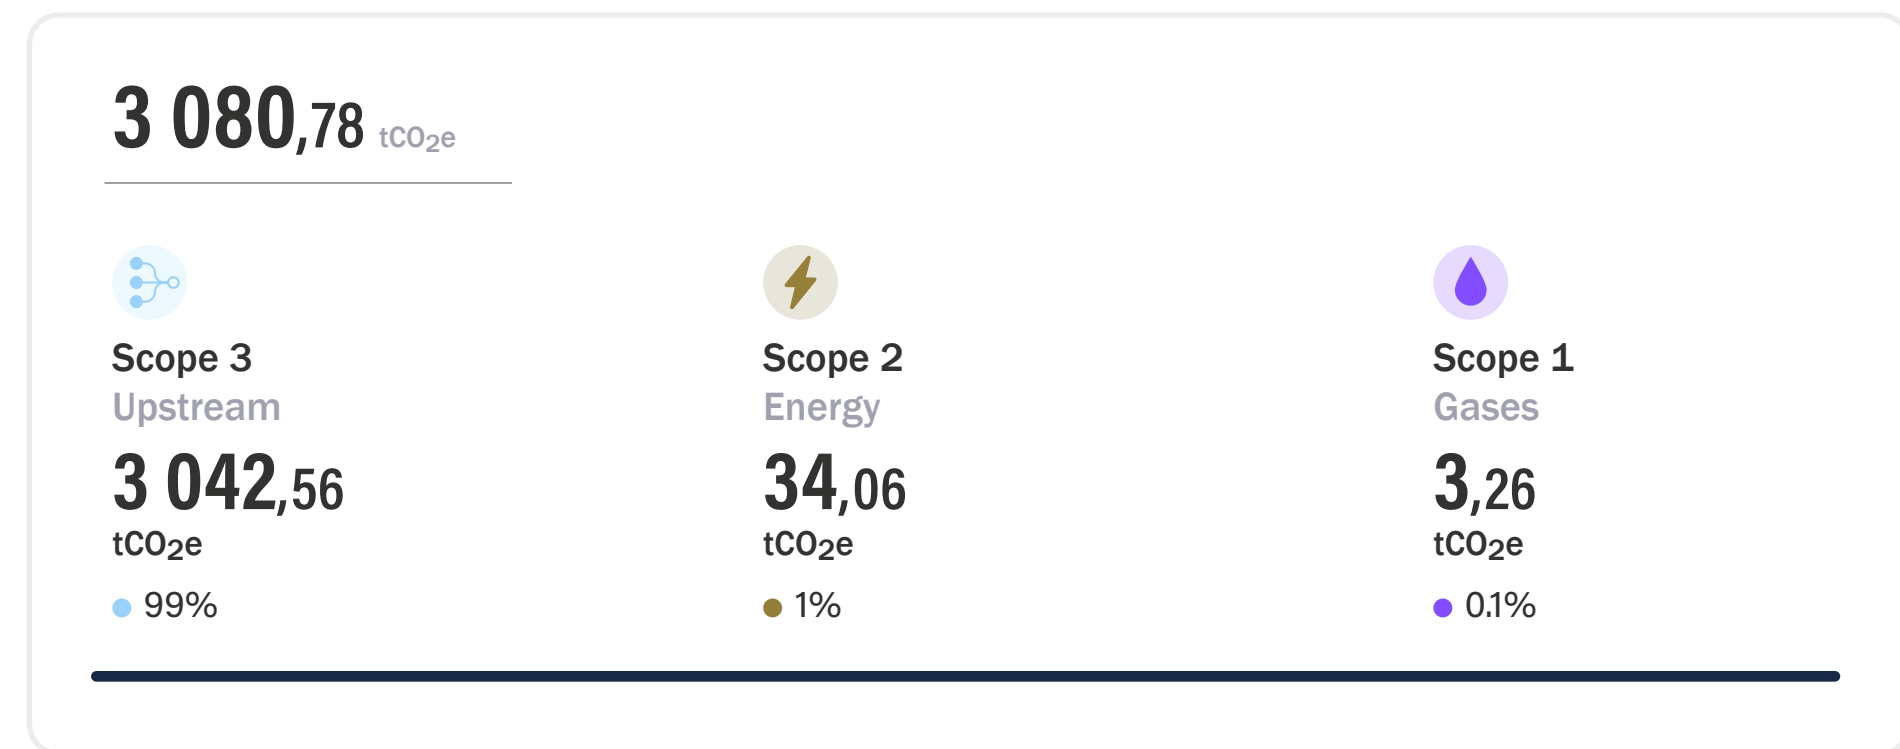 3 080,78 tCO2e
Scope 3
Upstream
3 042,56
tCO2e
99%
Scope 2
Energy
34,06
tCO2e
1%
Scope 1
Gases
3,26
tCO2e
0.1%